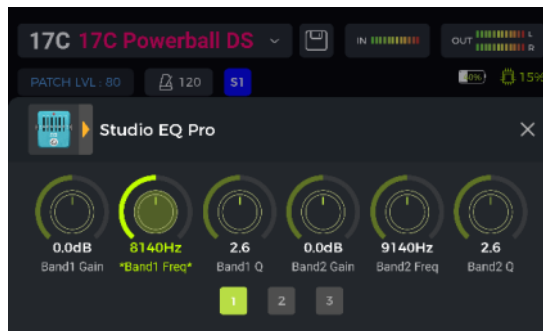 17C 17C Powerball DS IN OUT L
R
PATCH LVL : 80 120 S1 15%
Studio EQ Pro
0.0dB 8140Hz 2.6 0.0dB 9140Hz 2.6
Band1 Gain *Band1 Freq* Band1 Q Band2 Gain Band2 Freq Band2 Q
1 2 3